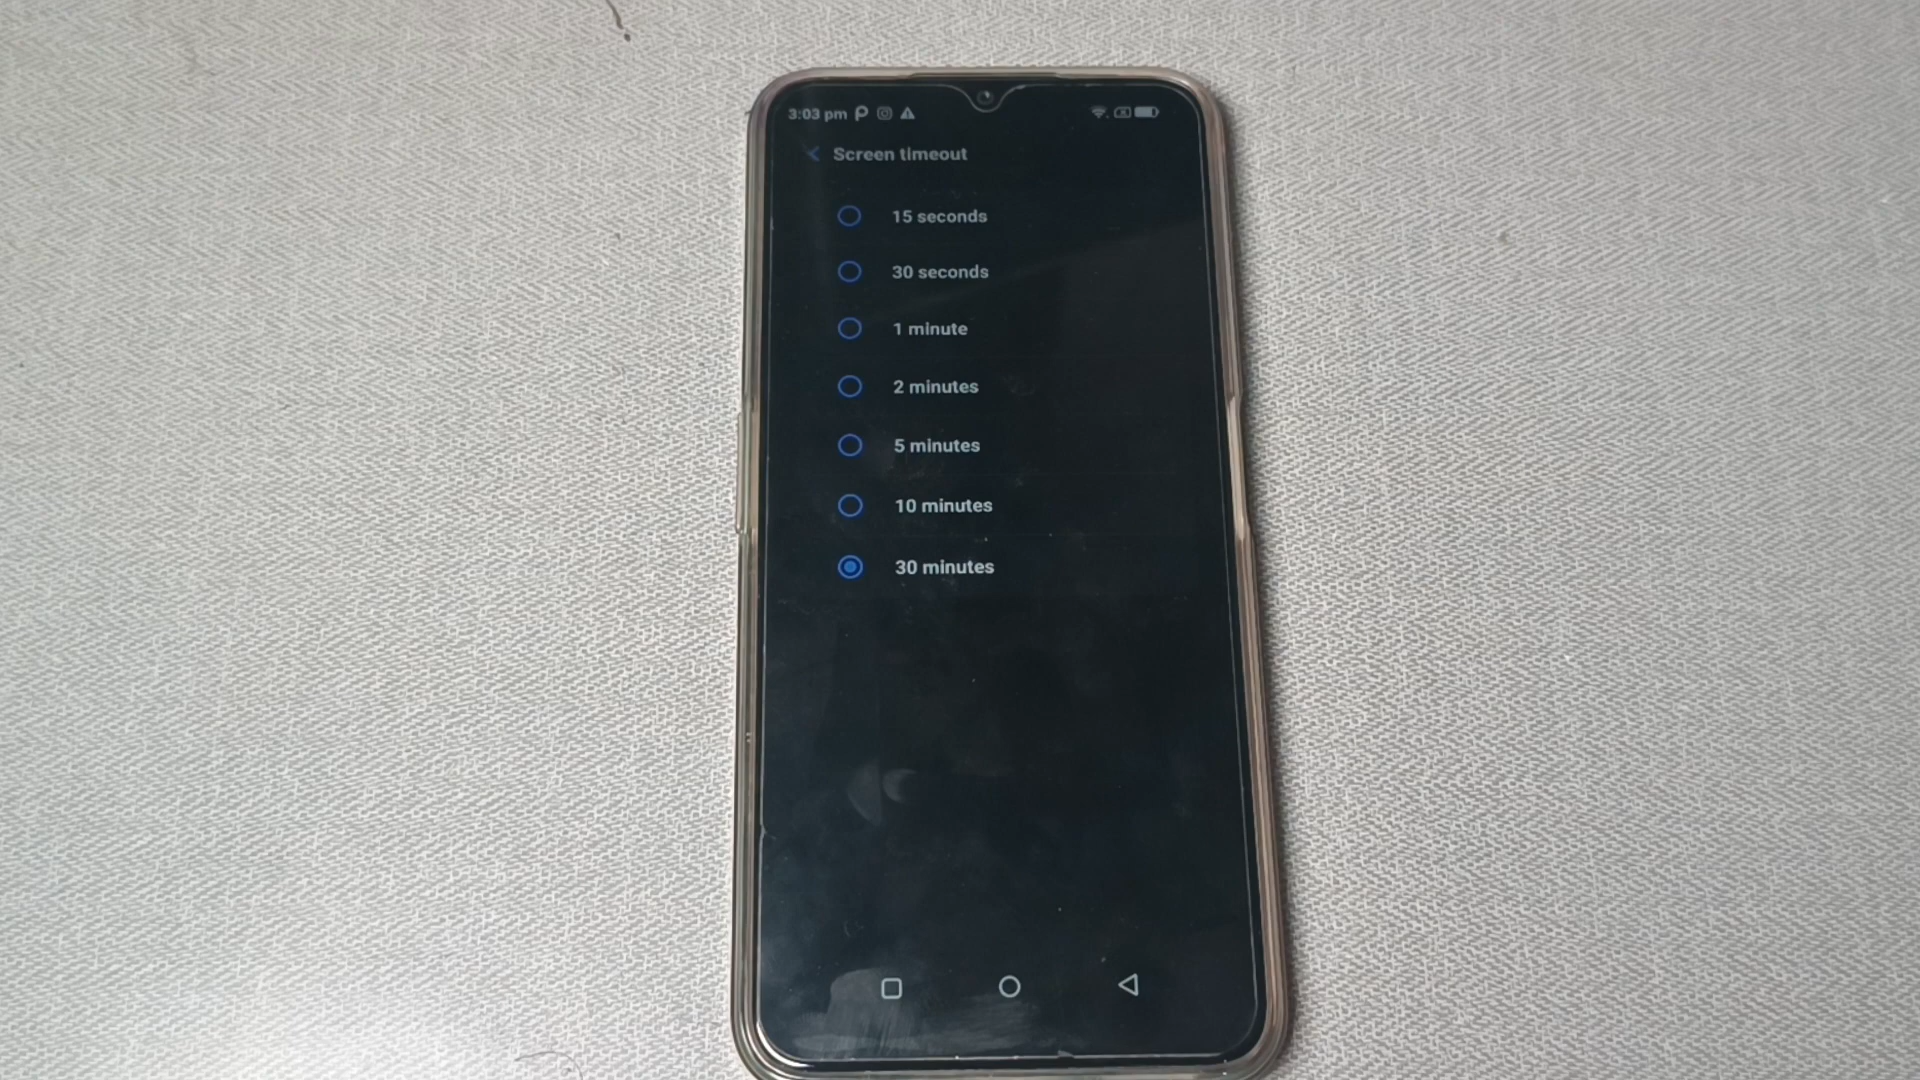 3:03 pm
Screen timeout
15 seconds
30 seconds
1 minute
2 minutes
5 minutes
10 minutes
30 minutes